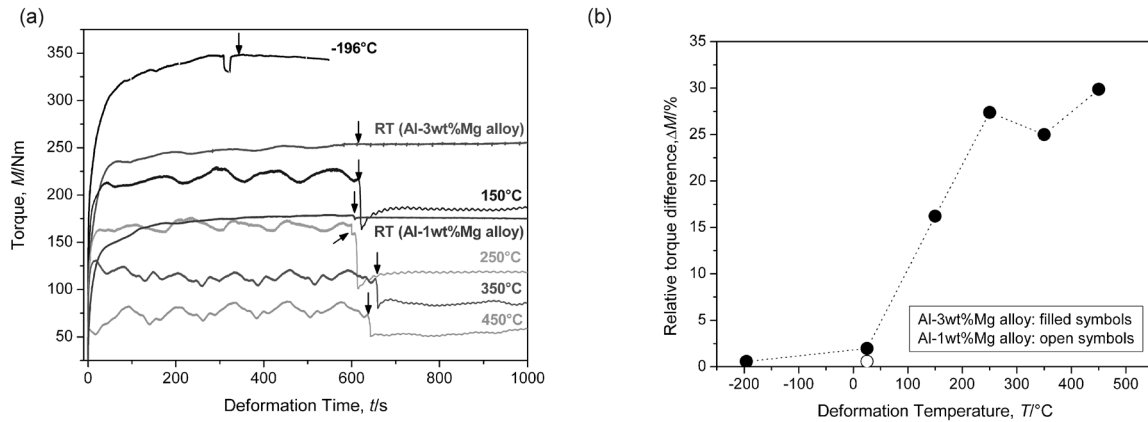 (a)
350
300
250
200
150
100
50
0
200
400
600
800
1000
Torque, M/Nm
Deformation Time, t/s
-196°C
RT (Al-3wt%Mg alloy)
150°C
RT (Al-1wt%Mg alloy)
250°C
350°C
450°C
(b)
35
30
25
20
15
10
5
0
-200
-100
0
100
200
300
400
500
Relative torque difference,ΔM/%
Deformation Temperature, T/°C
Al-3wt%Mg alloy: filled symbols
Al-1wt%Mg alloy: open symbols